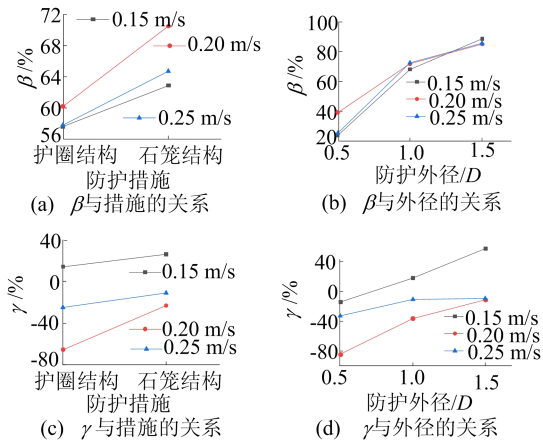 72
68
64
60
56
β/%
0.15 m/s
0.20 m/s
0.25 m/s
护圈结构 石笼结构
防护措施
(a) β与措施的关系
100
80
60
40
20
β/%
0.15 m/s
0.20 m/s
0.25 m/s
0.5 1.0 1.5
防护外径/D
(b) β与外径的关系
40
0
-40
-80
γ/%
0.15 m/s
0.20 m/s
0.25 m/s
护圈结构 石笼结构
防护措施
(c) γ与措施的关系
40
0
-40
-80
γ/%
0.15 m/s
0.20 m/s
0.25 m/s
0.5 1.0 1.5
防护外径/D
(d) γ与外径的关系